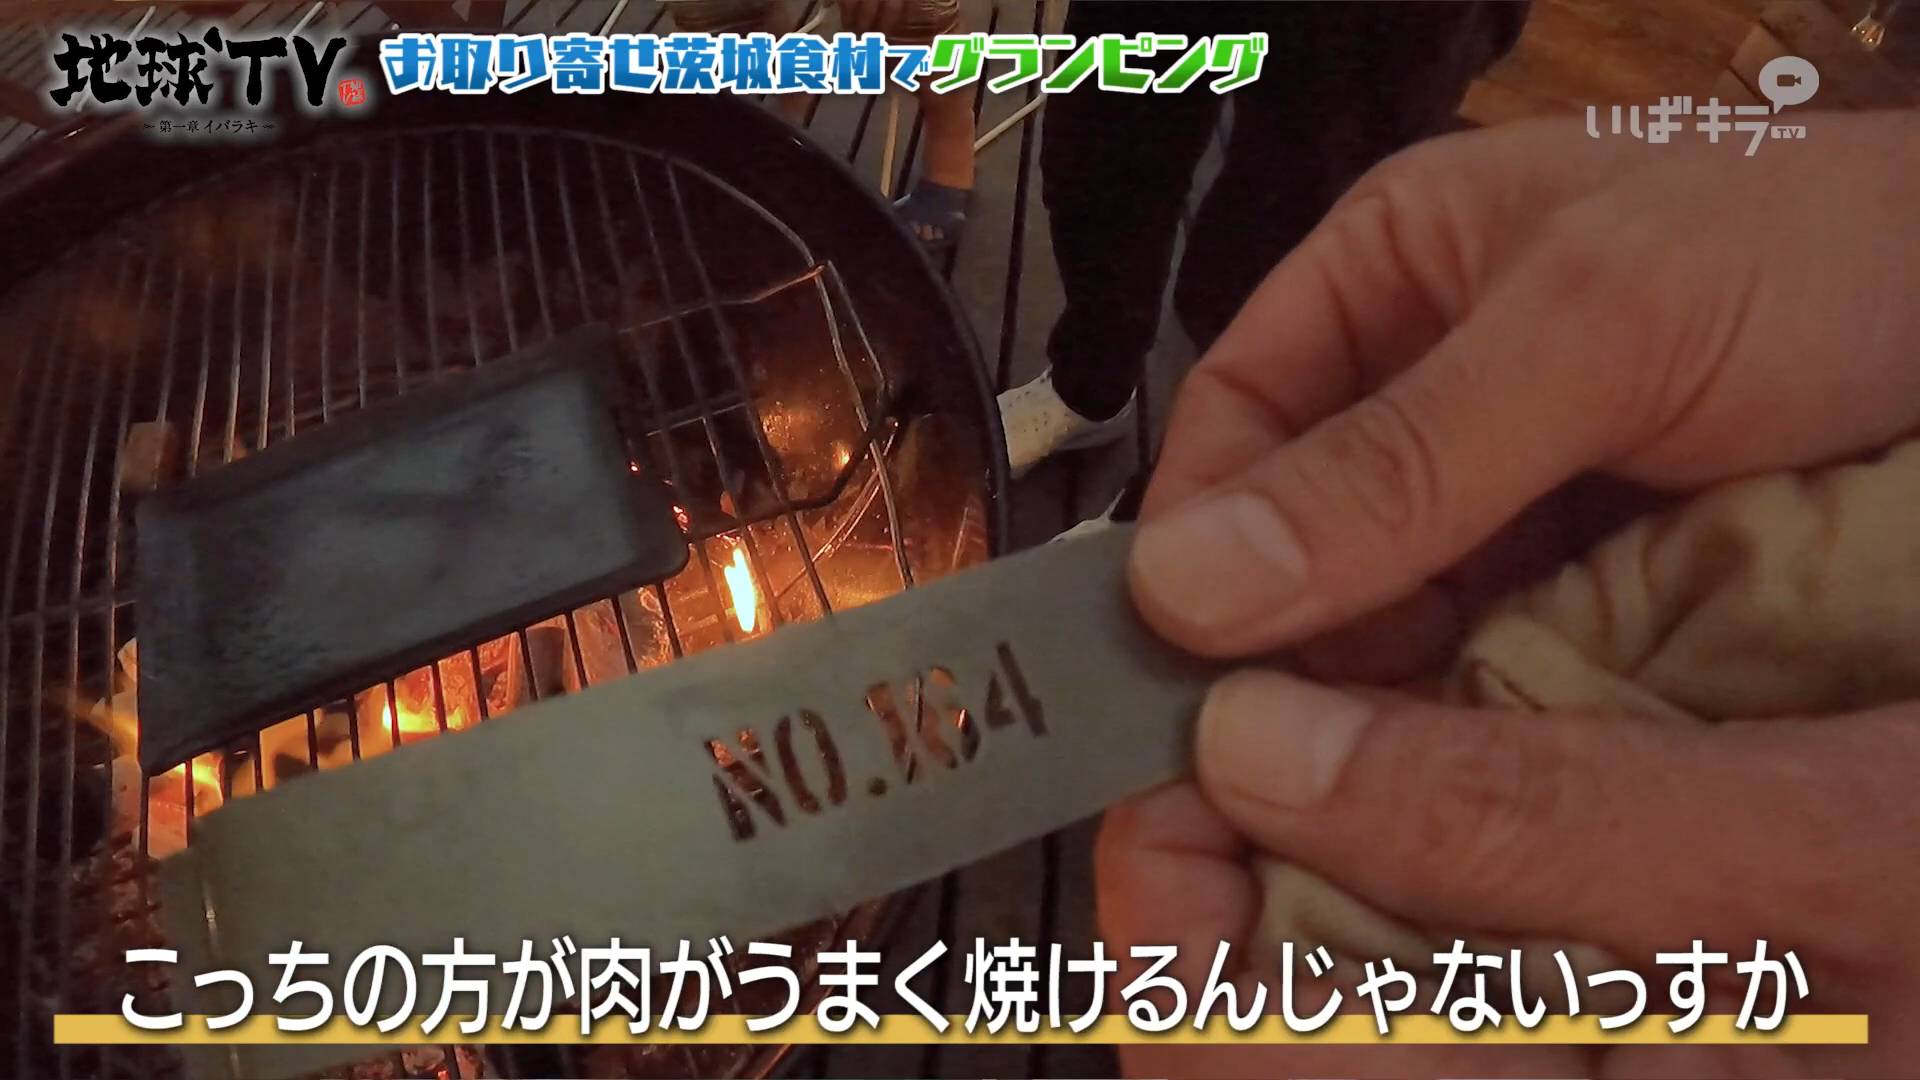 地球TV
~第一章 イバラキ~
お取り寄せ茨城食材でグランピング
いばキラ
TV
NO.164
こっちの方が肉がうまく焼けるんじゃないっすか